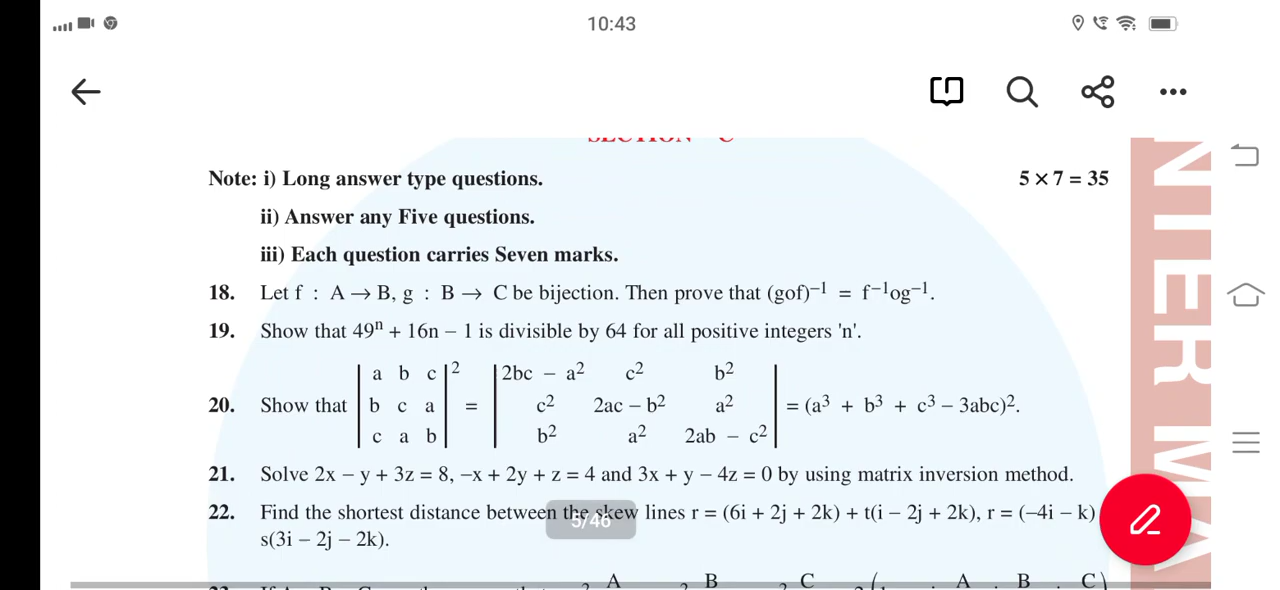 10:43
SECTION - C
Note: i) Long answer type questions. 5 × 7 = 35
ii) Answer any Five questions.
iii) Each question carries Seven marks.
18. Let f : A → B, g : B → C be bijection. Then prove that (gof)⁻¹ = f⁻¹og⁻¹.
19. Show that 49ⁿ + 16n − 1 is divisible by 64 for all positive integers 'n'.
20. Show that | a b c; b c a; c a b |² = | 2bc − a² c² b²; c² 2ac − b² a²; b² a² 2ab − c² | = (a³ + b³ + c³ − 3abc)².
21. Solve 2x − y + 3z = 8, −x + 2y + z = 4 and 3x + y − 4z = 0 by using matrix inversion method.
22. Find the shortest distance between the skew lines r = (6i + 2j + 2k) + t(i − 2j + 2k), r = (−4i − k)
s(3i − 2j − 2k).
5/46
A B C A B C
NTER MA